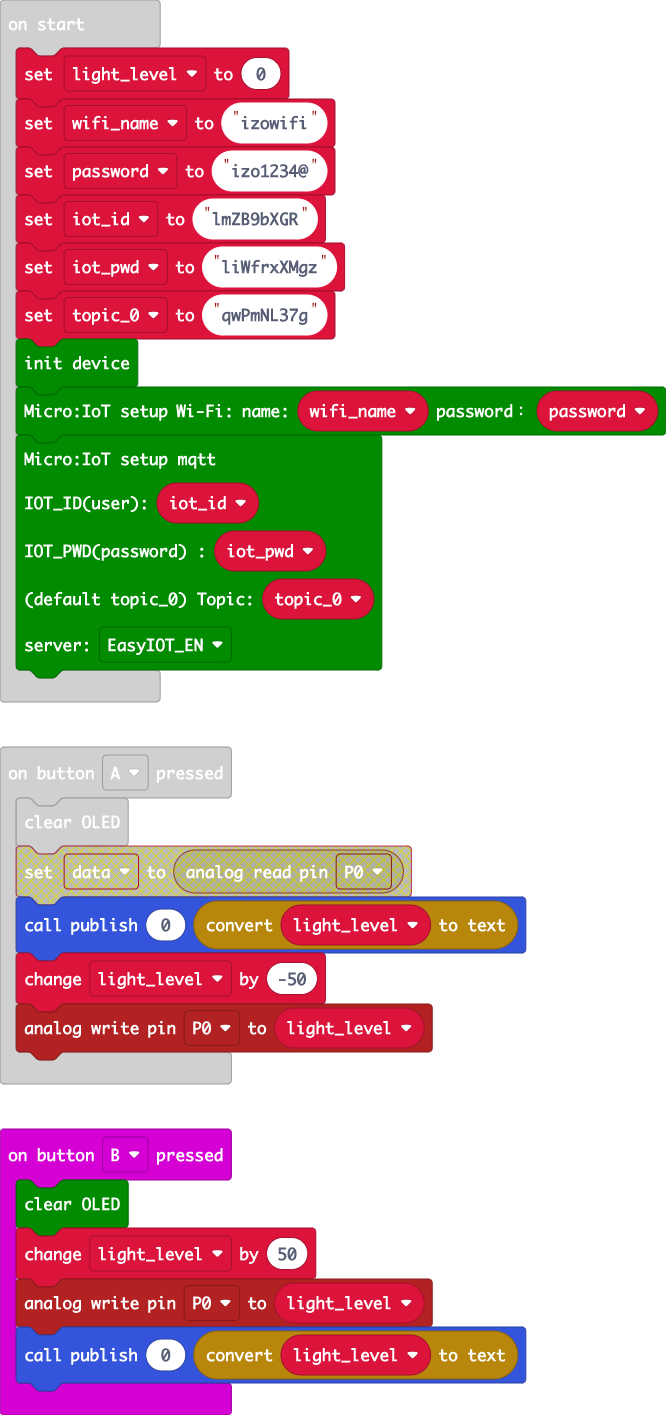 on start
set light_level to 0
set wifi_name to "izowifi"
set password to "izo1234@"
set iot_id to "lmZB9bXGR"
set iot_pwd to "liWfrxXMgz"
set topic_0 to "qwPmNL37g"
init device
Micro:IoT setup Wi-Fi: name: wifi_name password: password
Micro:IoT setup mqtt
IOT_ID(user): iot_id
IOT_PWD(password) : iot_pwd
(default topic_0) Topic: topic_0
server: EasyIOT_EN
on button A pressed
clear OLED
set data to analog read pin P0
call publish 0 convert light_level to text
change light_level by -50
analog write pin P0 to light_level
on button B pressed
clear OLED
change light_level by 50
analog write pin P0 to light_level
call publish 0 convert light_level to text